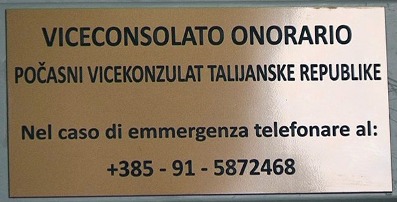 VICECONSOLATO ONORARIO
POČASNI VICEKONZULAT TALIJANSKE REPUBLIKE
Nel caso di emmergenza telefonare al:
+385 - 91 - 5872468